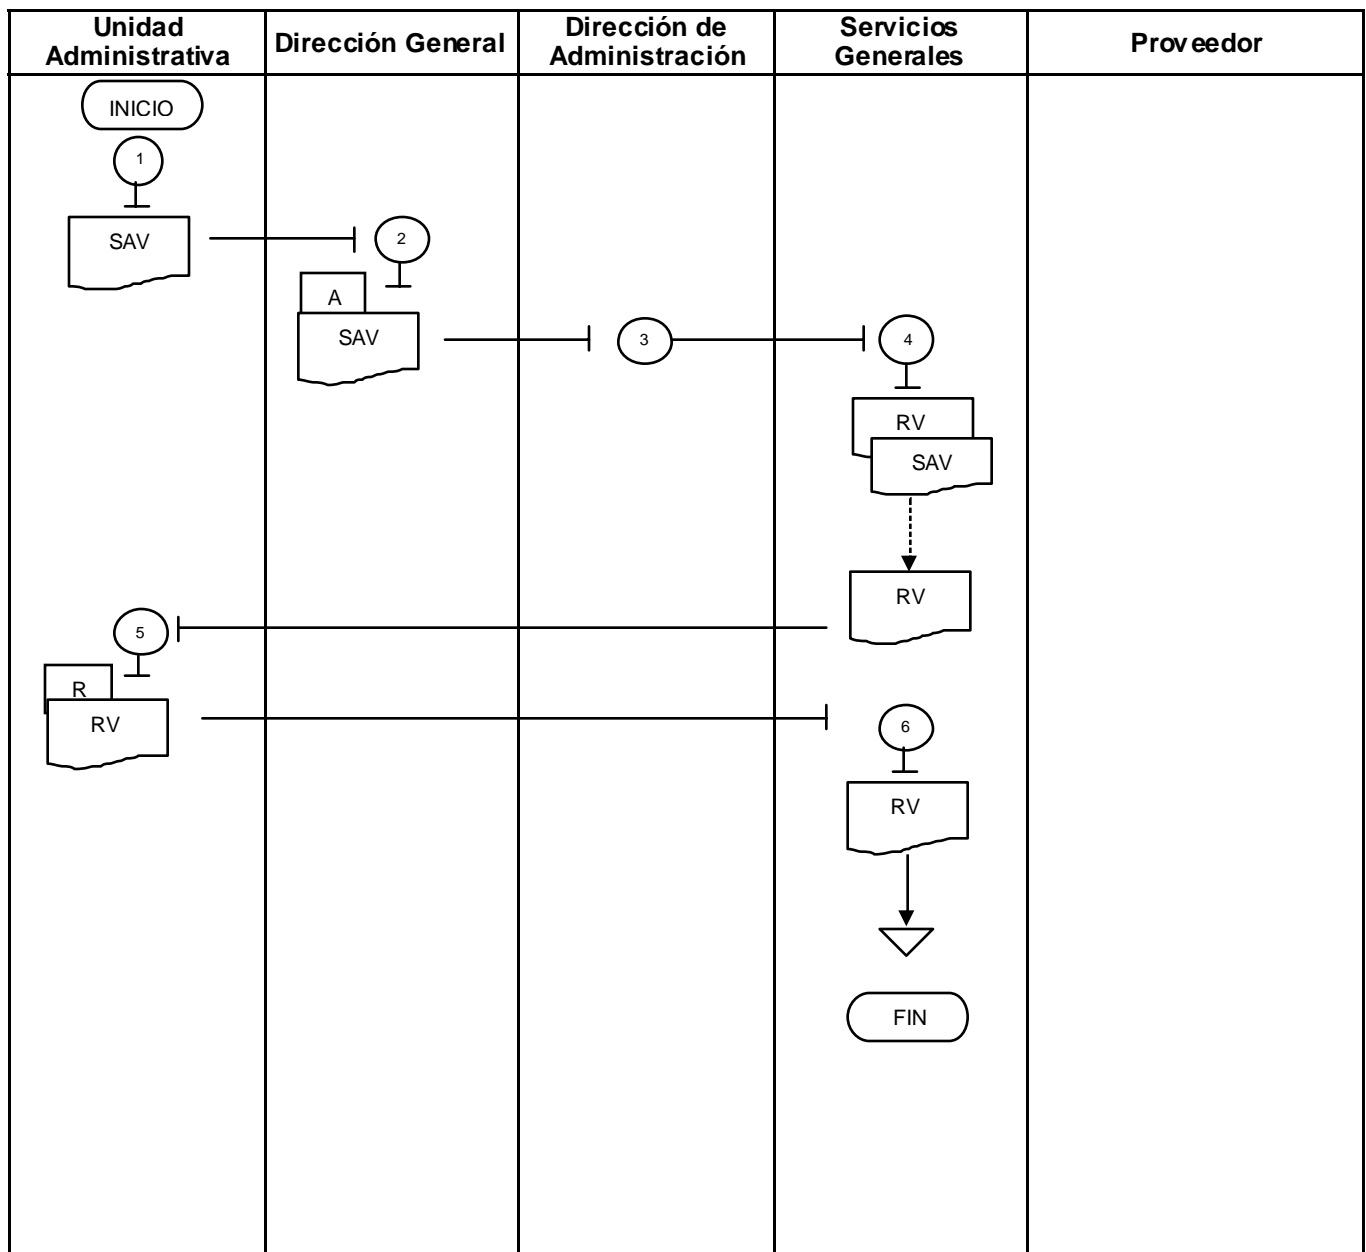 Unidad
Administrativa
Dirección General
Dirección de
Administración
Servicios
Generales
Proveedor
INICIO
1
SAV
2
A
SAV
3
4
RV
SAV
RV
5
R
RV
6
RV
FIN